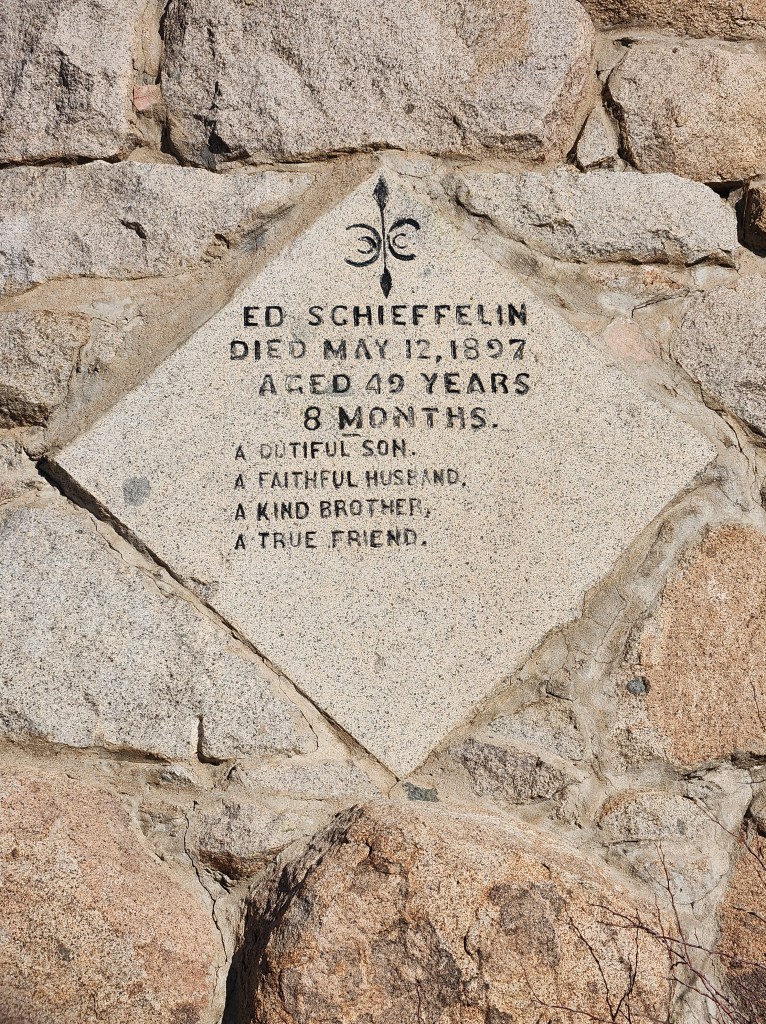 ED SCHIEFFELIN
DIED MAY 12, 1897
AGED 49 YEARS
8 MONTHS.
A DUTIFUL SON.
A FAITHFUL HUSBAND,
A KIND BROTHER,
A TRUE FRIEND.